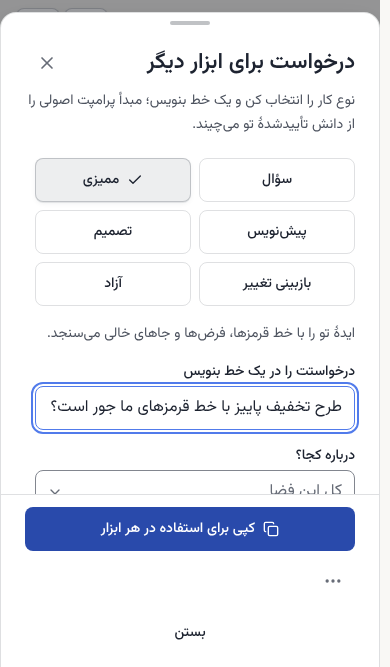 درخواست برای ابزار دیگر
نوع کار را انتخاب کن و یک خط بنویس؛ مبدأ پرامپت اصولی را
از دانش تأییدشدهٔ تو می‌چیند.
سؤال
ممیزی
پیش‌نویس
تصمیم
بازبینی تغییر
آزاد
ایدهٔ تو را با خط قرمزها، فرض‌ها و جاهای خالی می‌سنجد.
درخواستت را در یک خط بنویس
طرح تخفیف پاییز با خط قرمزهای ما جور است؟
درباره کجا؟
کل این فضا
کپی برای استفاده در هر ابزار
بستن